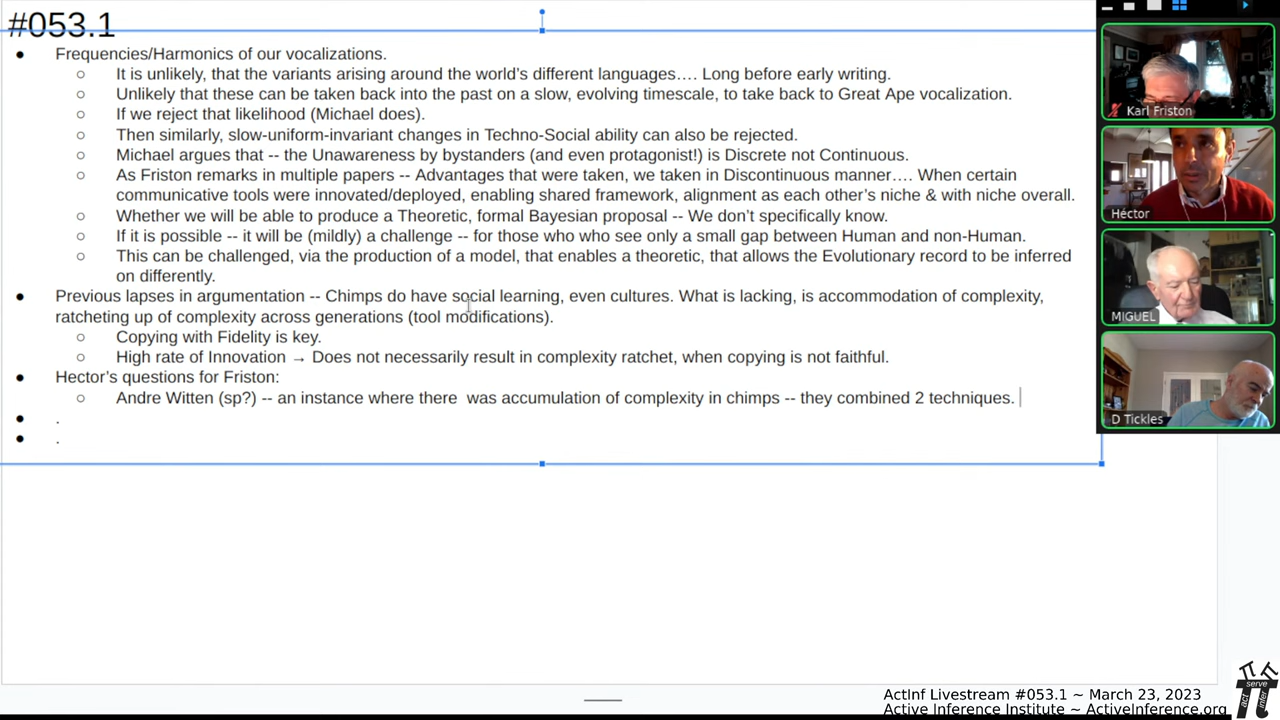 #053.1
● Frequencies/Harmonics of our vocalizations.
○ It is unlikely, that the variants arising around the world's different languages…. Long before early writing.
○ Unlikely that these can be taken back into the past on a slow, evolving timescale, to take back to Great Ape vocalization.
○ If we reject that likelihood (Michael does).
○ Then similarly, slow-uniform-invariant changes in Techno-Social ability can also be rejected.
○ Michael argues that -- the Unawareness by bystanders (and even protagonist!) is Discrete not Continuous.
○ As Friston remarks in multiple papers -- Advantages that were taken, we taken in Discontinuous manner…. When certain
communicative tools were innovated/deployed, enabling shared framework, alignment as each other's niche & with niche overall.
○ Whether we will be able to produce a Theoretic, formal Bayesian proposal -- We don't specifically know.
○ If it is possible -- it will be (mildly) a challenge -- for those who who see only a small gap between Human and non-Human.
○ This can be challenged, via the production of a model, that enables a theoretic, that allows the Evolutionary record to be inferred
on differently.
● Previous lapses in argumentation -- Chimps do have social learning, even cultures. What is lacking, is accommodation of complexity,
ratcheting up of complexity across generations (tool modifications).
○ Copying with Fidelity is key.
○ High rate of Innovation → Does not necessarily result in complexity ratchet, when copying is not faithful.
● Hector's questions for Friston:
○ Andre Witten (sp?) -- an instance where there  was accumulation of complexity in chimps -- they combined 2 techniques.
● .
● .
Karl Friston
Héctor
MIGUEL
D Tickles
ActInf Livestream #053.1 ~ March 23, 2023
Active Inference Institute ~ ActiveInference.org
serve
act
infer